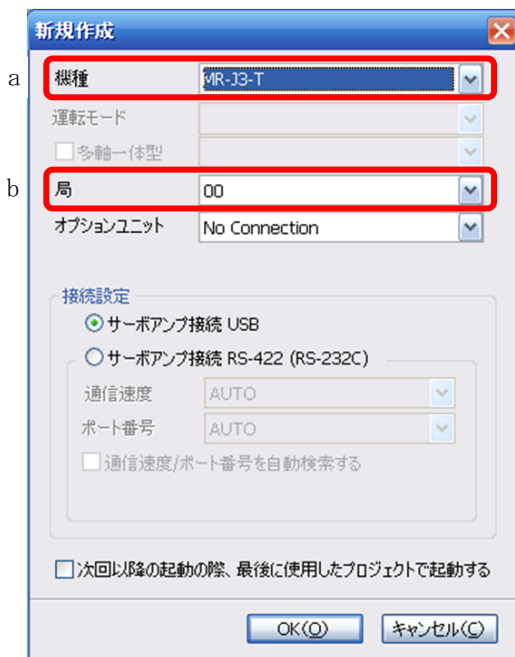 新規作成
a 機種 MR-J3-T
運転モード
多軸一体型
b 局 00
オプションユニット No Connection
接続設定
サーボアンプ接続 USB
サーボアンプ接続 RS-422 (RS-232C)
通信速度 AUTO
ポート番号 AUTO
通信速度/ポート番号を自動検索する
次回以降の起動の際、最後に使用したプロジェクトで起動する
OK(O) キャンセル(C)